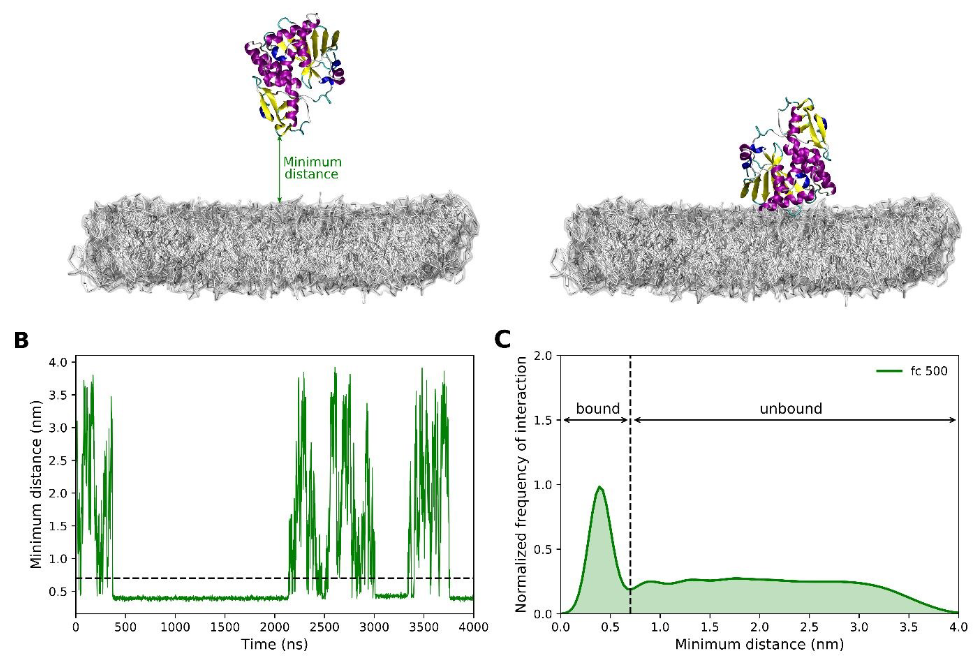 Minimum
distance
B
4.0
3.5
3.0
2.5
2.0
1.5
1.0
0.5
Minimum distance (nm)
0 500 1000 1500 2000 2500 3000 3500 4000
Time (ns)
C
2.0
1.5
1.0
0.5
0.0
Normalized frequency of interaction
fc 500
bound
unbound
0.0 0.5 1.0 1.5 2.0 2.5 3.0 3.5 4.0
Minimum distance (nm)